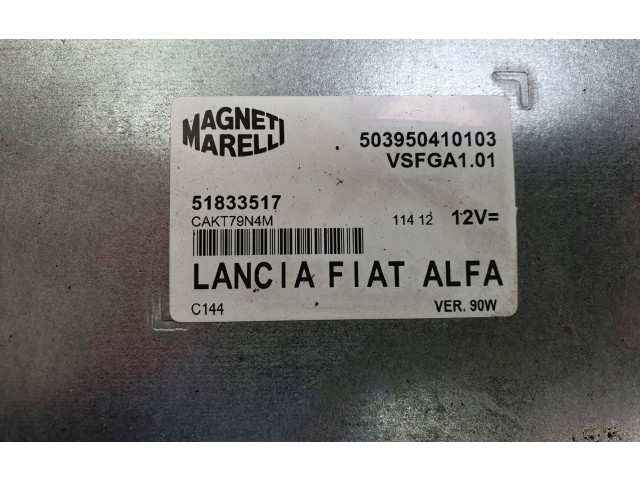 MAGNETI
MARELLI
503950410103
VSFGA1.01
51833517
CAKT79N4M
114 12 12V=
LANCIA FIAT ALFA
C144
VER. 90W